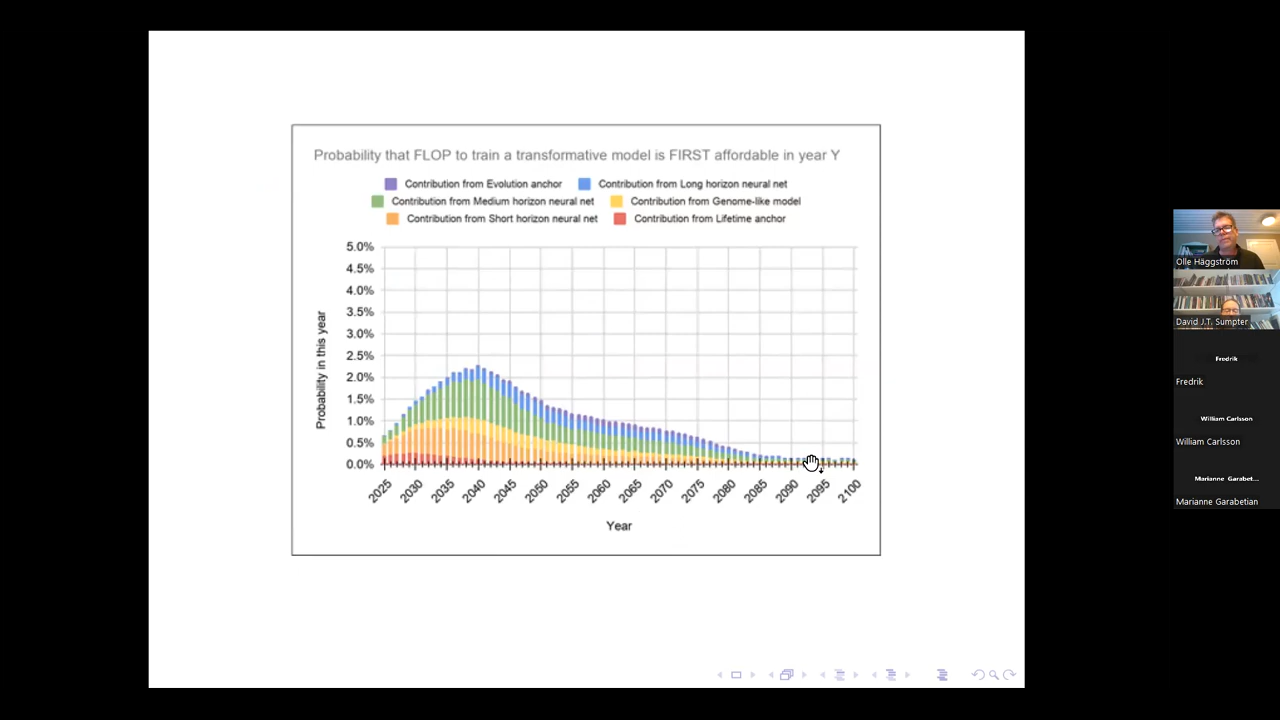 Probability that FLOP to train a transformative model is FIRST affordable in year Y
Contribution from Evolution anchor
Contribution from Long horizon neural net
Contribution from Medium horizon neural net
Contribution from Genome-like model
Contribution from Short horizon neural net
Contribution from Lifetime anchor
5.0%
4.5%
4.0%
3.5%
3.0%
2.5%
2.0%
1.5%
1.0%
0.5%
0.0%
Probability in this year
2025
2030
2035
2040
2045
2050
2055
2060
2065
2070
2075
2080
2085
2090
2095
2100
Year
Olle Häggström
David J.T. Sumpter
Fredrik
Fredrik
William Carlsson
William Carlsson
Marianne Garabet...
Marianne Garabetian